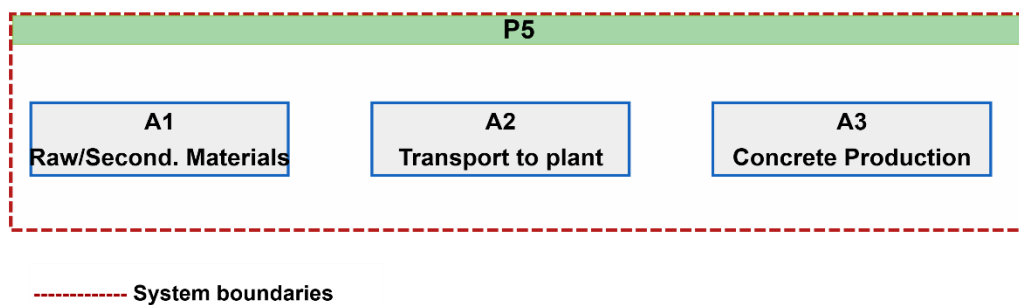 P5
A1
Raw/Second. Materials
A2
Transport to plant
A3
Concrete Production
System boundaries